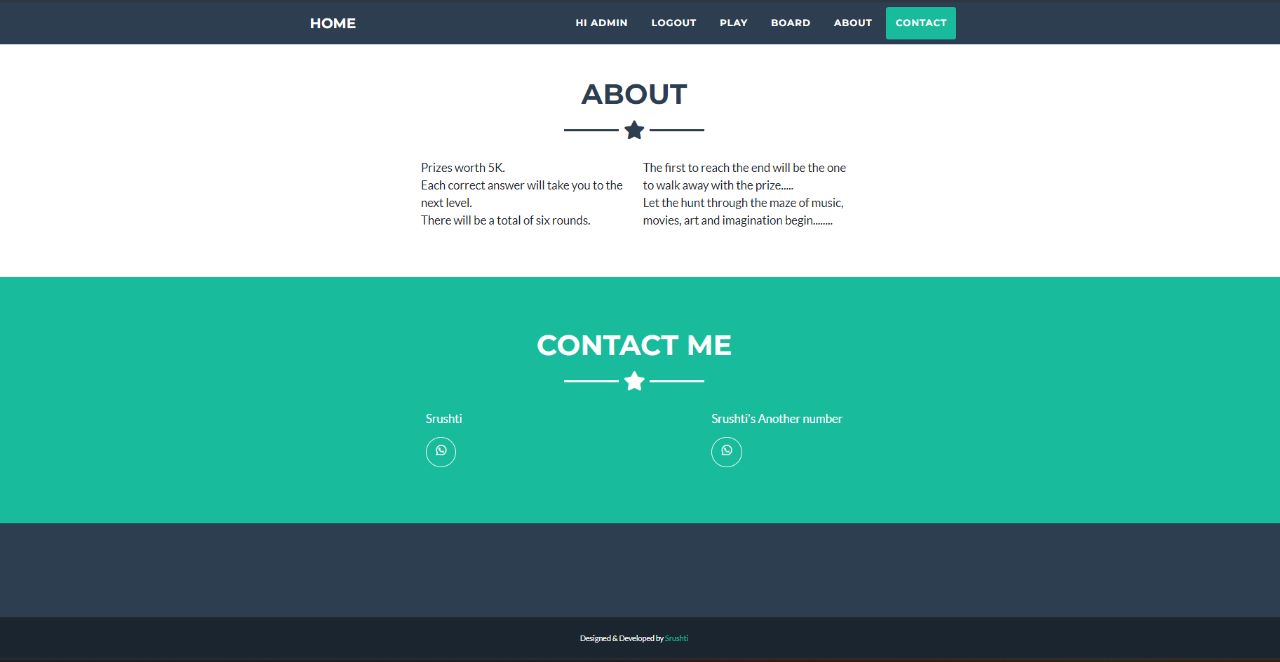 HOME HI ADMIN LOGOUT PLAY BOARD ABOUT CONTACT
ABOUT
Prizes worth 5K.
Each correct answer will take you to the
next level.
There will be a total of six rounds.
The first to reach the end will be the one
to walk away with the prize.....
Let the hunt through the maze of music,
movies, art and imagination begin........
CONTACT ME
Srushti
Srushti's Another number
Designed & Developed by Srushti